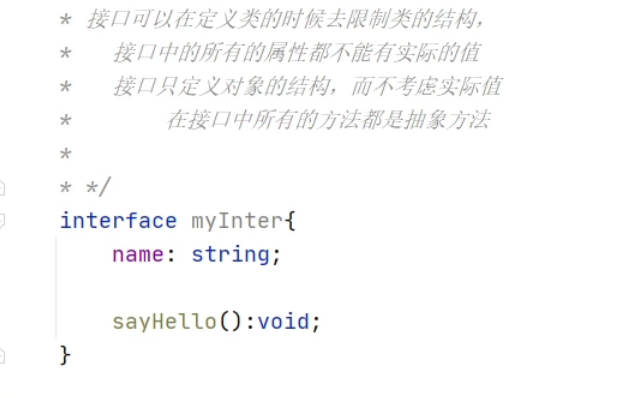 * 接口可以在定义类的时候去限制类的结构，
*   接口中的所有的属性都不能有实际的值
*   接口只定义对象的结构，而不考虑实际值
*       在接口中所有的方法都是抽象方法
*
* */
interface myInter{
    name: string;
    sayHello():void;
}